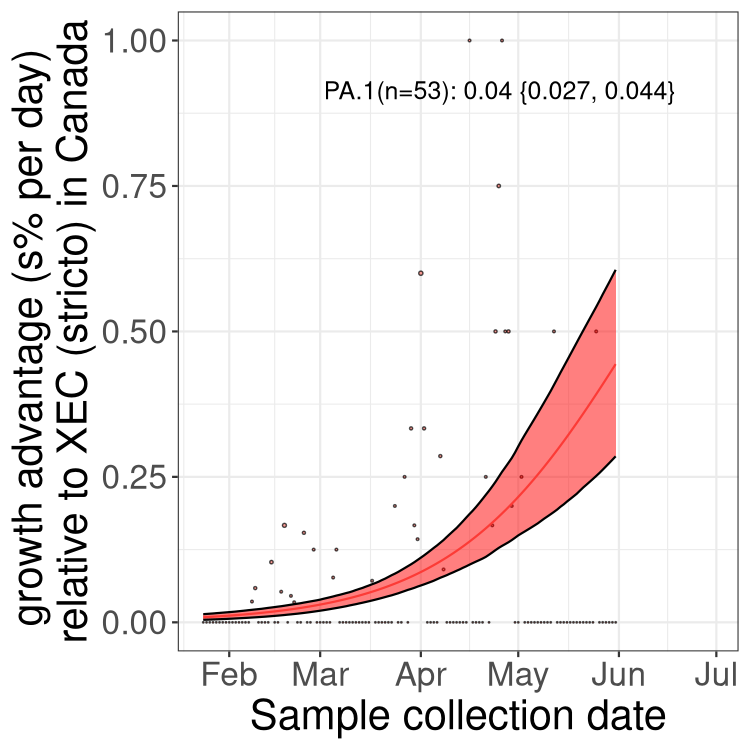 growth advantage (s% per day)
relative to XEC (stricto) in Canada
1.00
0.75
0.50
0.25
0.00
PA.1(n=53): 0.04 {0.027, 0.044}
Feb Mar Apr May Jun Jul
Sample collection date